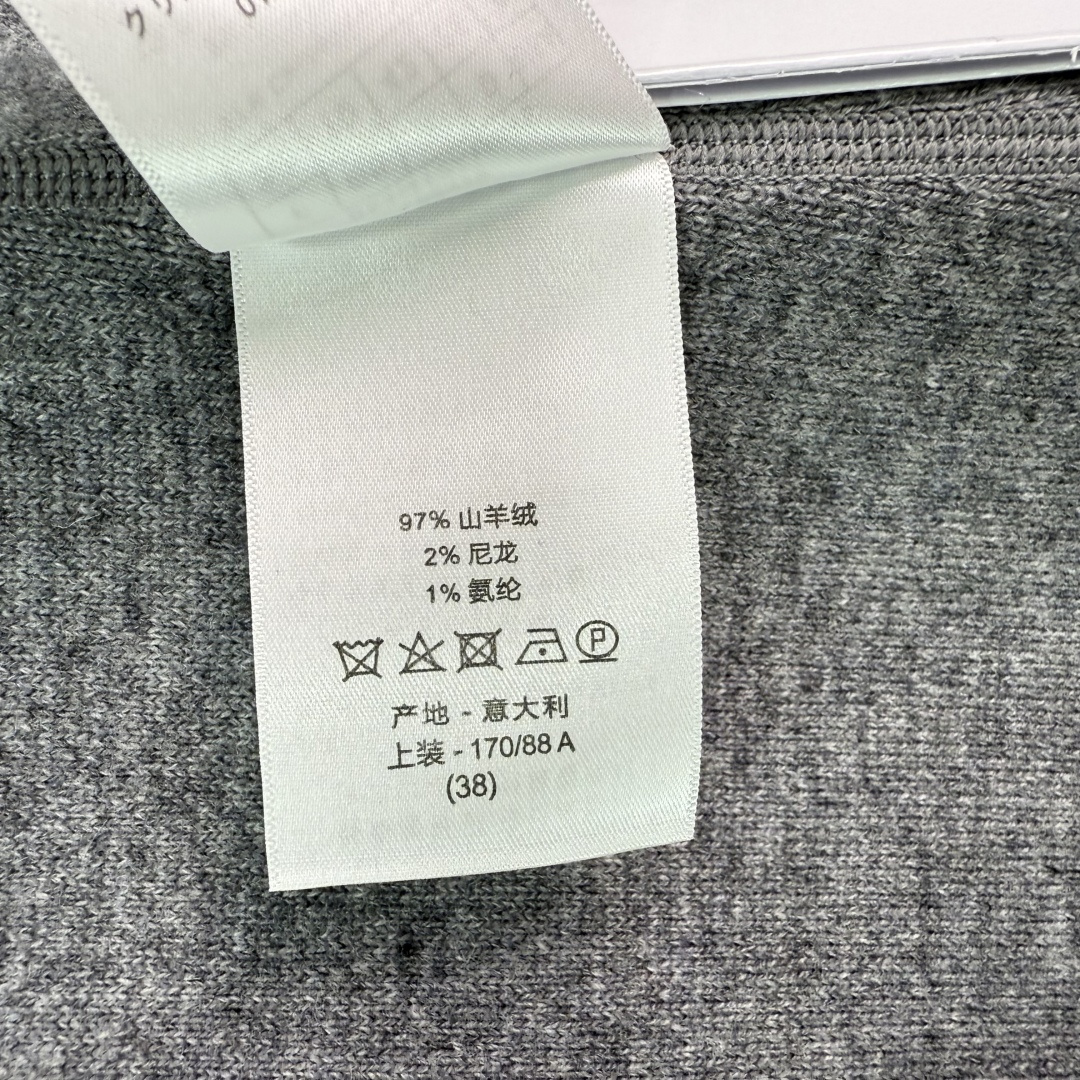 97% 山羊绒
2% 尼龙
1% 氨纶
P
产地 - 意大利
上装 - 170/88 A
(38)